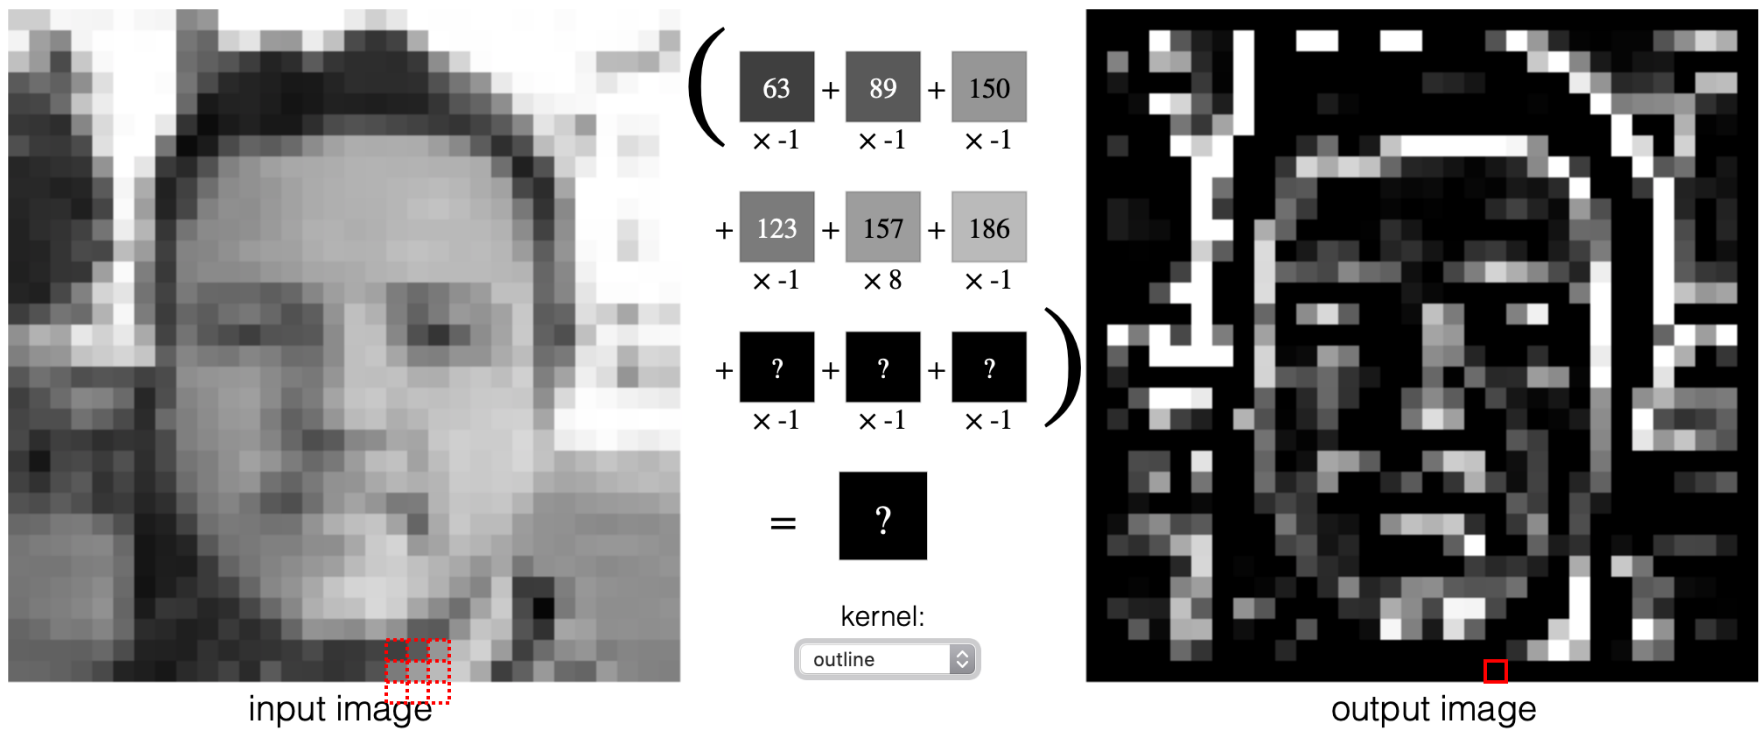 ( 63 + 89 + 150
× -1 × -1 × -1
+ 123 + 157 + 186
× -1 × 8 × -1
+ ? + ? + ? )
× -1 × -1 × -1
= ?
kernel:
outline
input image
output image